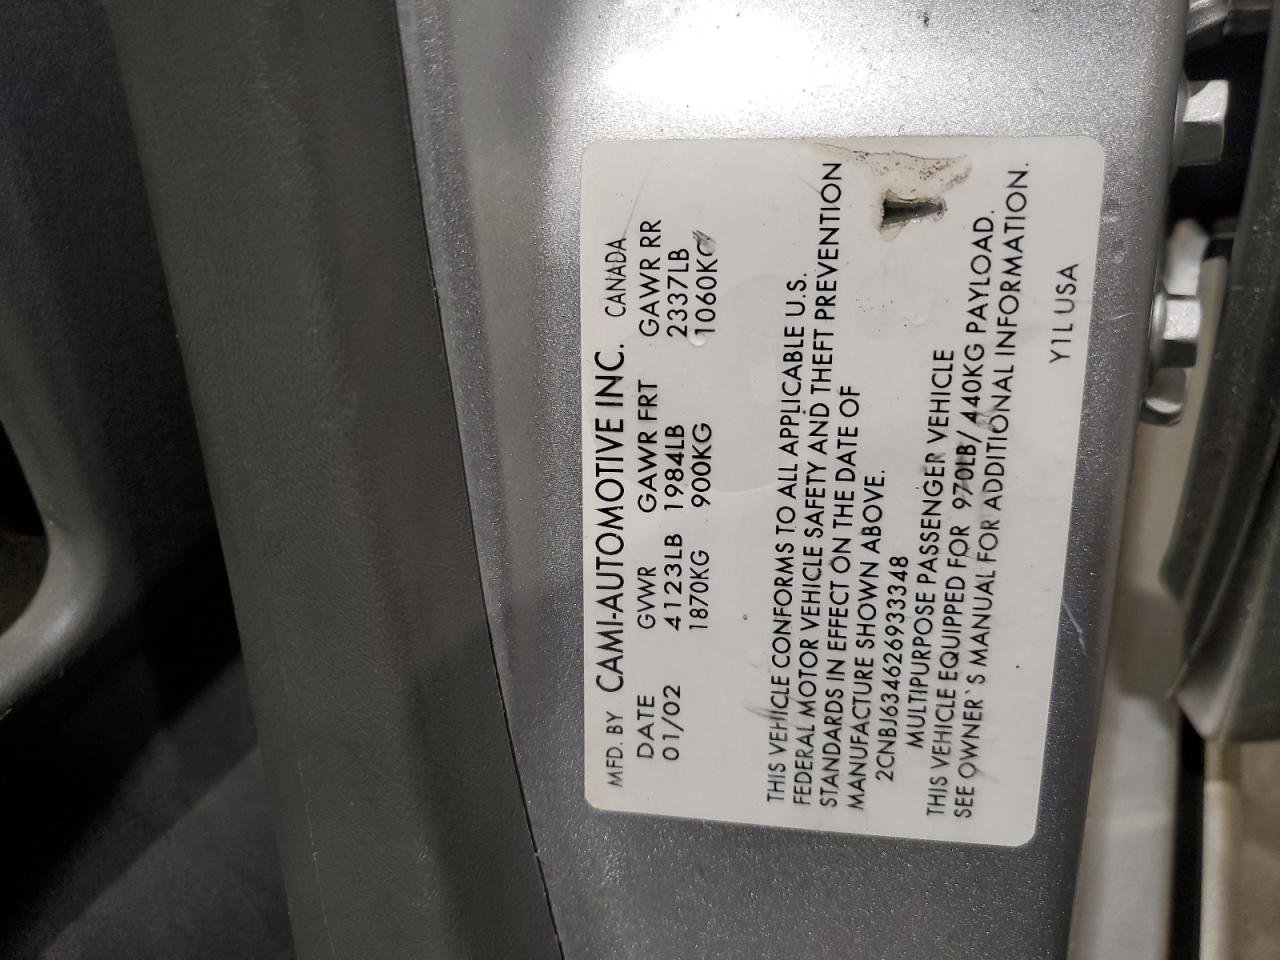 MFD. BY CAMI-AUTOMOTIVE INC. CANADA
DATE GVWR GAWR FRT GAWR RR
01/02 4123LB 1984LB 2337LB
1870KG 900KG 1060KG
THIS VEHICLE CONFORMS TO ALL APPLICABLE U.S.
FEDERAL MOTOR VEHICLE SAFETY AND THEFT PREVENTION
STANDARDS IN EFFECT ON THE DATE OF
MANUFACTURE SHOWN ABOVE.
2CNBJ634626933348
MULTIPURPOSE PASSENGER VEHICLE
THIS VEHICLE EQUIPPED FOR 970LB/440KG PAYLOAD.
SEE OWNER`S MANUAL FOR ADDITIONAL INFORMATION.
Y1L USA